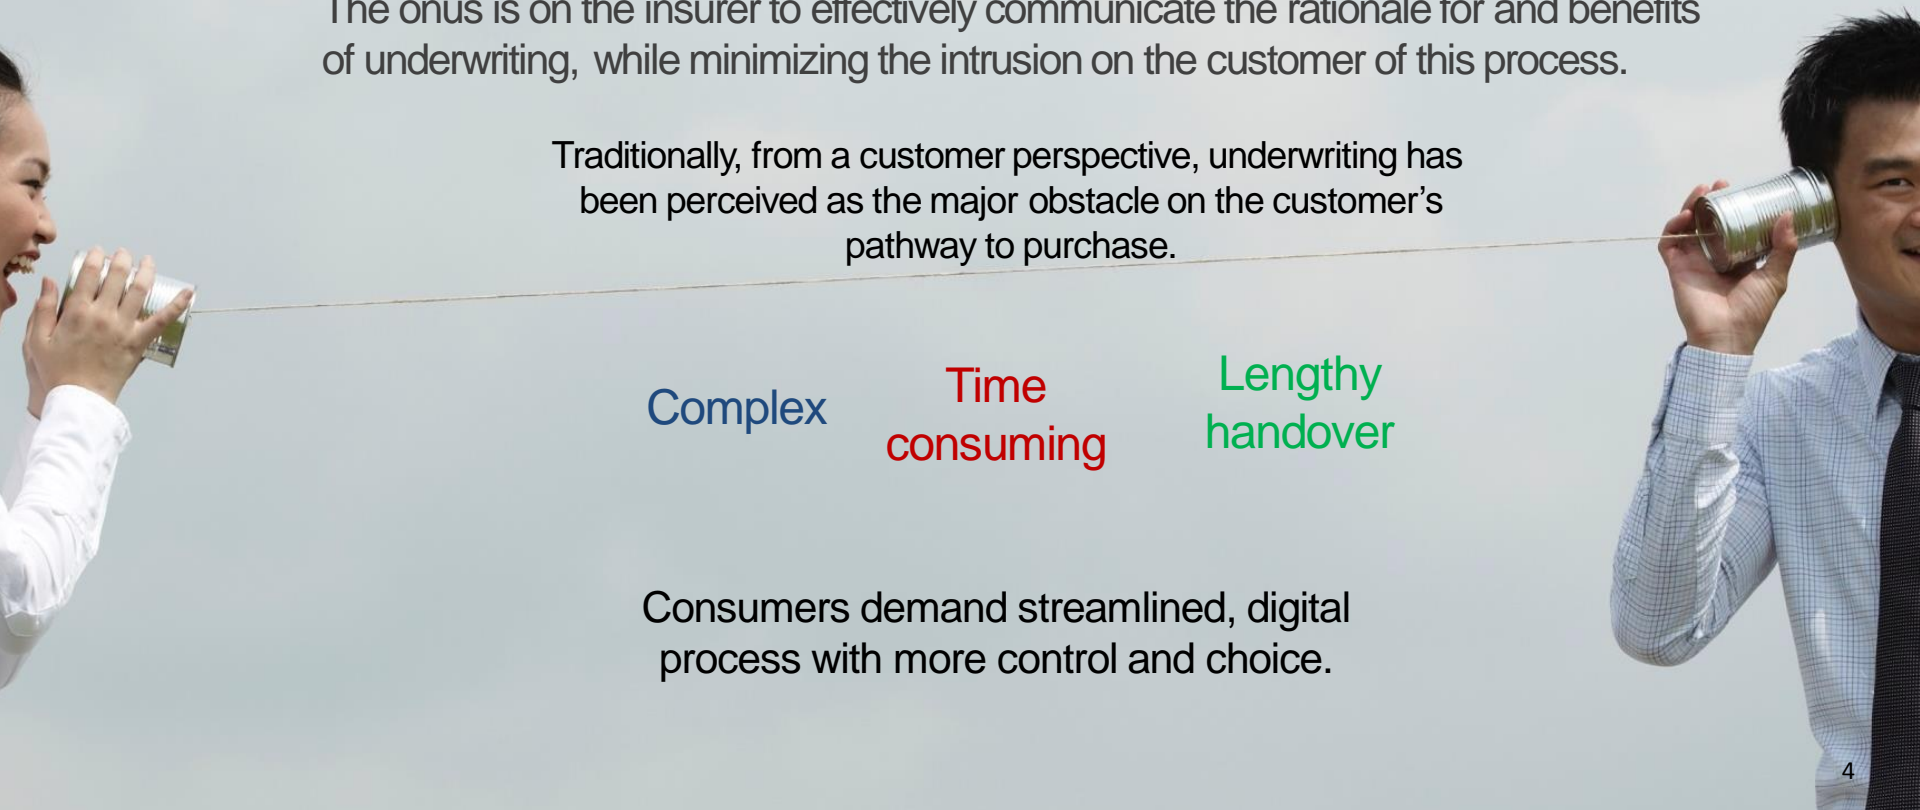 The onus is on the insurer to effectively communicate the rationale for and benefits
of underwriting, while minimizing the intrusion on the customer of this process.
Traditionally, from a customer perspective, underwriting has
been perceived as the major obstacle on the customer’s
pathway to purchase.
Complex
Time
consuming
Lengthy
handover
Consumers demand streamlined, digital
process with more control and choice.
4